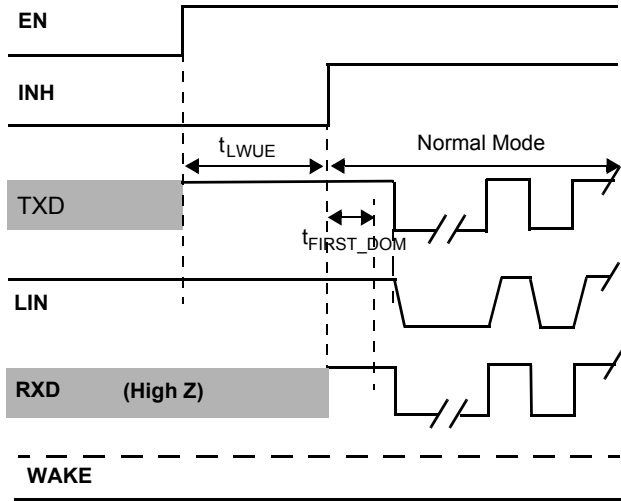 EN
INH
tLWUE
Normal Mode
TXD
tFIRST_DOM
LIN
RXD (High Z)
WAKE